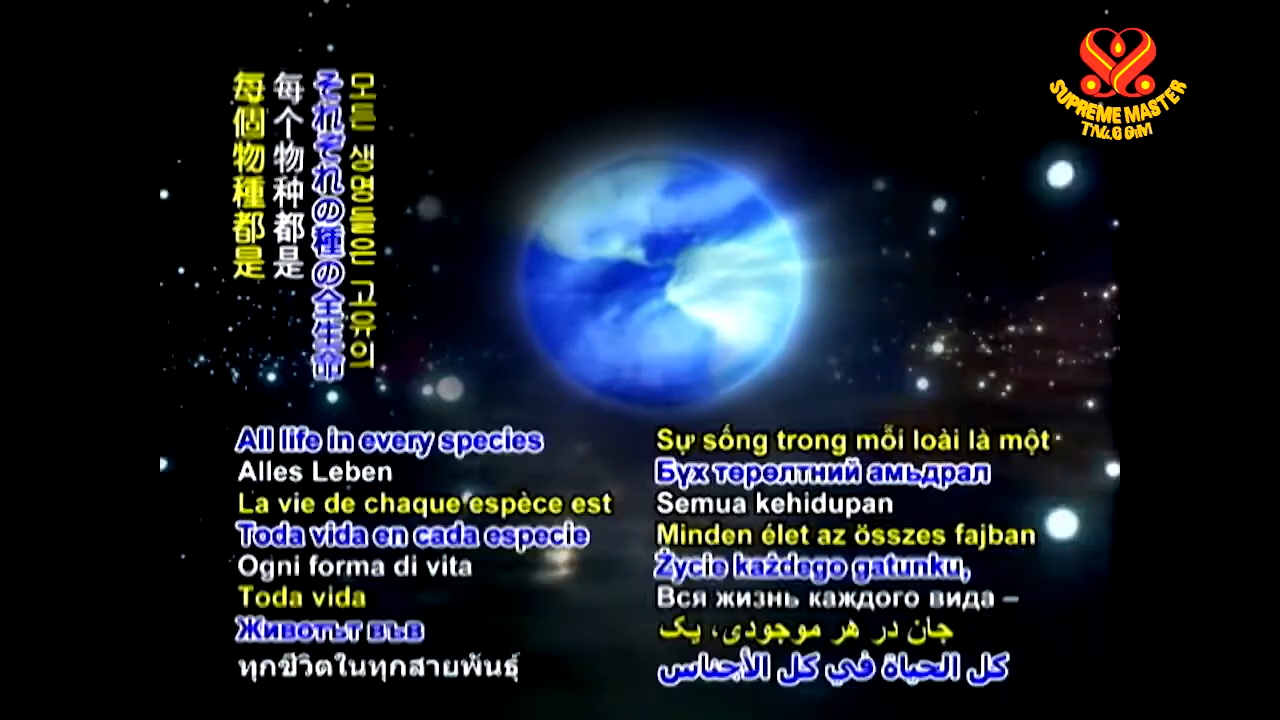 每個物種都是
每个物种都是
それぞれの種の全生命
모든 생명들은 고유의
All life in every species
Alles Leben
La vie de chaque espèce est
Toda vida en cada especie
Ogni forma di vita
Toda vida
Животът във
ทุกชีวิตในทุกสายพันธุ์
Sự sống trong mỗi loài là một
Бүх төрөлтний амьдрал
Semua kehidupan
Minden élet az összes fajban
Życie każdego gatunku,
Вся жизнь каждого вида –
جان در هر موجودی، یک
كل الحياة في كل الأجناس
SUPREME MASTER